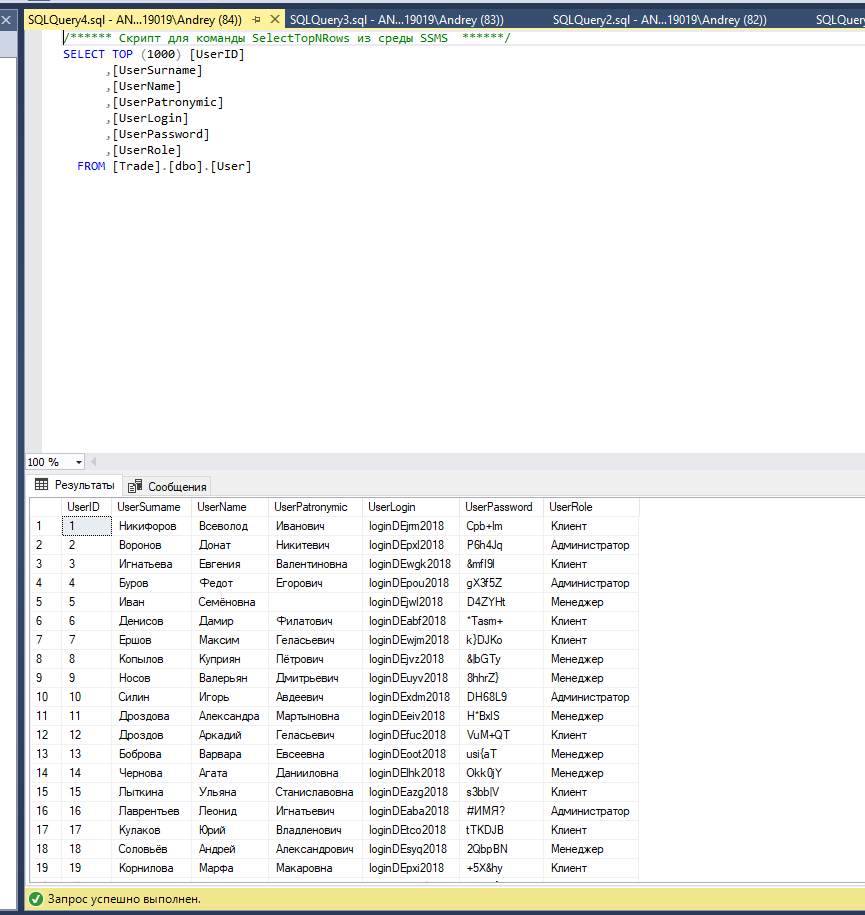 SQLQuery4.sql - AN...19019\Andrey (84)) SQLQuery3.sql - AN...19019\Andrey (83)) SQLQuery2.sql - AN...19019\Andrey (82)) SQLQuery
/****** Скрипт для команды SelectTopNRows из среды SSMS ******/
SELECT TOP (1000) [UserID]
,[UserSurname]
,[UserName]
,[UserPatronymic]
,[UserLogin]
,[UserPassword]
,[UserRole]
FROM [Trade].[dbo].[User]
100 %
Результаты Сообщения
UserID UserSurname UserName UserPatronymic UserLogin UserPassword UserRole
1 1 Никифоров Всеволод Иванович loginDEjrm2018 Cpb+Im Клиент
2 2 Воронов Донат Никитевич loginDEpxl2018 P6h4Jq Администратор
3 3 Игнатьева Евгения Валентиновна loginDEwgk2018 &mfI9l Клиент
4 4 Буров Федот Егорович loginDEpou2018 gX3f5Z Администратор
5 5 Иван Семёновна loginDEjwl2018 D4ZYHt Менеджер
6 6 Денисов Дамир Филатович loginDEabf2018 *Tasm+ Клиент
7 7 Ершов Максим Геласьевич loginDEwjm2018 k}DJKo Клиент
8 8 Копылов Куприян Пётрович loginDEjvz2018 &|bGTy Менеджер
9 9 Носов Валерьян Дмитрьевич loginDEuyv2018 8hhrZ} Менеджер
10 10 Силин Игорь Авдеевич loginDExdm2018 DH68L9 Администратор
11 11 Дроздова Александра Мартыновна loginDEeiv2018 H*BxlS Менеджер
12 12 Дроздов Аркадий Геласьевич loginDEfuc2018 VuM+QT Клиент
13 13 Боброва Варвара Евсеевна loginDEoot2018 usi{aT Менеджер
14 14 Чернова Агата Данииловна loginDElhk2018 Okk0jY Менеджер
15 15 Лыткина Ульяна Станиславовна loginDEazg2018 s3bb|V Клиент
16 16 Лаврентьев Леонид Игнатьевич loginDEaba2018 #ИМЯ? Администратор
17 17 Кулаков Юрий Владленович loginDEtco2018 tTKDJB Клиент
18 18 Соловьёв Андрей Александрович loginDEsyq2018 2QbpBN Менеджер
19 19 Корнилова Марфа Макаровна loginDEpxi2018 +5X&hy Клиент
Запрос успешно выполнен.